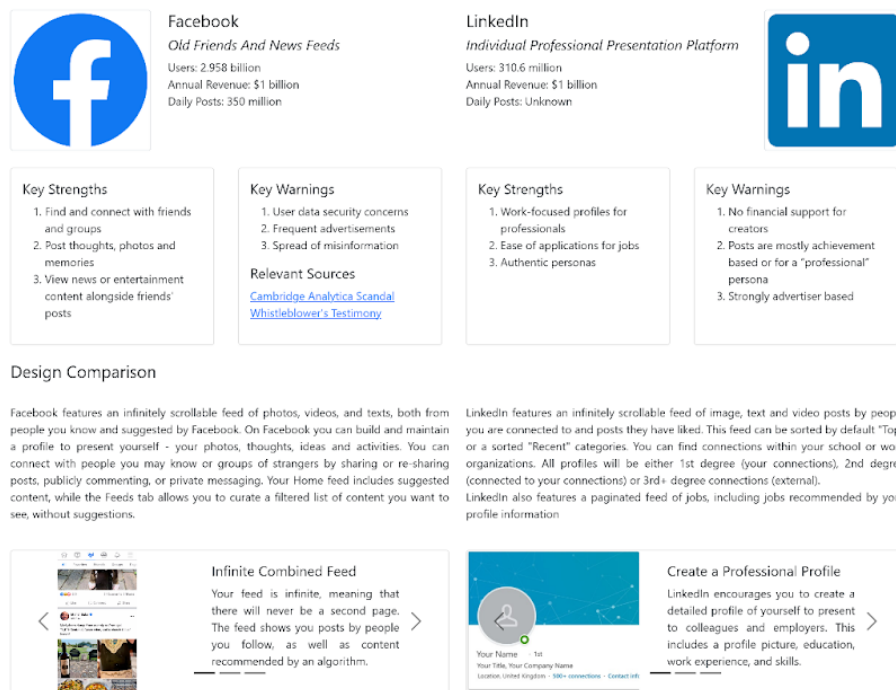 Facebook
Old Friends And News Feeds
Users: 2.958 billion
Annual Revenue: $1 billion
Daily Posts: 350 million
LinkedIn
Individual Professional Presentation Platform
Users: 310.6 million
Annual Revenue: $1 billion
Daily Posts: Unknown
in
Key Strengths
1. Find and connect with friends
and groups
2. Post thoughts, photos and
memories
3. View news or entertainment
content alongside friends'
posts
Key Warnings
1. User data security concerns
2. Frequent advertisements
3. Spread of misinformation
Relevant Sources
Cambridge Analytica Scandal
Whistleblower's Testimony
Key Strengths
1. Work-focused profiles for
professionals
2. Ease of applications for jobs
3. Authentic personas
Key Warnings
1. No financial support for
creators
2. Posts are mostly achievement
based or for a "professional"
persona
3. Strongly advertiser based
Design Comparison
Facebook features an infinitely scrollable feed of photos, videos, and texts, both from
people you know and suggested by Facebook. On Facebook you can build and maintain
a profile to present yourself - your photos, thoughts, ideas and activities. You can
connect with people you may know or groups of strangers by sharing or re-sharing
posts, publicly commenting, or private messaging. Your Home feed includes suggested
content, while the Feeds tab allows you to curate a filtered list of content you want to
see, without suggestions.
LinkedIn features an infinitely scrollable feed of image, text and video posts by peop
you are connected to and posts they have liked. This feed can be sorted by default "Top
or a sorted "Recent" categories. You can find connections within your school or wo
organizations. All profiles will be either 1st degree (your connections), 2nd degre
(connected to your connections) or 3rd+ degree connections (external).
LinkedIn also features a paginated feed of jobs, including jobs recommended by you
profile information
Infinite Combined Feed
Your feed is infinite, meaning that
there will never be a second page.
The feed shows you posts by people
you follow, as well as content
recommended by an algorithm.
Your Name · 1st
Your Title, Your Company Name
Location, United Kingdom · 500+ connections · Contact info
Create a Professional Profile
LinkedIn encourages you to create a
detailed profile of yourself to present
to colleagues and employers. This
includes a profile picture, education,
work experience, and skills.